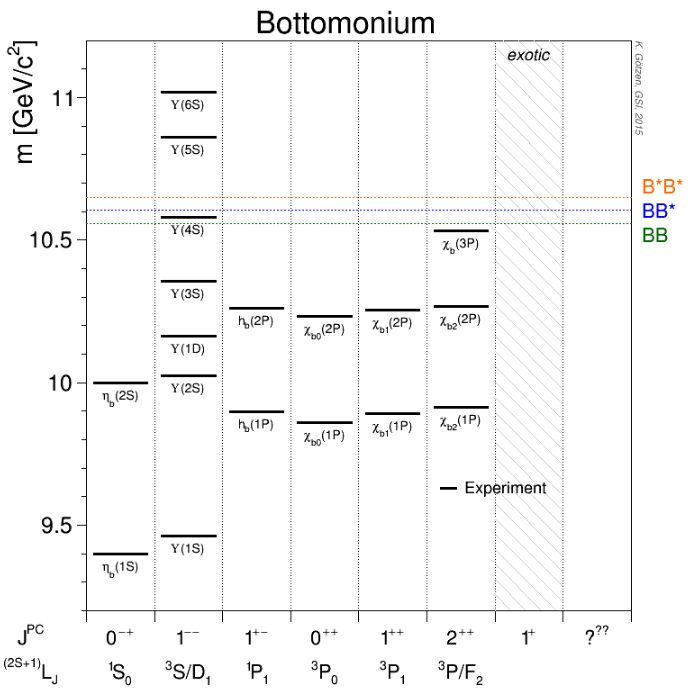 Bottomonium
m [GeV/c²]
11
10.5
10
9.5
exotic
K. Götzen, GSI, 2015
B*B*
BB*
BB
ϒ(6S)
ϒ(5S)
ϒ(4S)
χb(3P)
ϒ(3S)
hb(2P)
χb0(2P)
χb1(2P)
χb2(2P)
ϒ(1D)
ηb(2S)
ϒ(2S)
hb(1P)
χb0(1P)
χb1(1P)
χb2(1P)
Experiment
ηb(1S)
ϒ(1S)
J^PC 0⁻⁺ 1⁻⁻ 1⁺⁻ 0⁺⁺ 1⁺⁺ 2⁺⁺ 1⁺ ?^??
⁽²ˢ⁺¹⁾L_J ¹S₀ ³S/D₁ ¹P₁ ³P₀ ³P₁ ³P/F₂